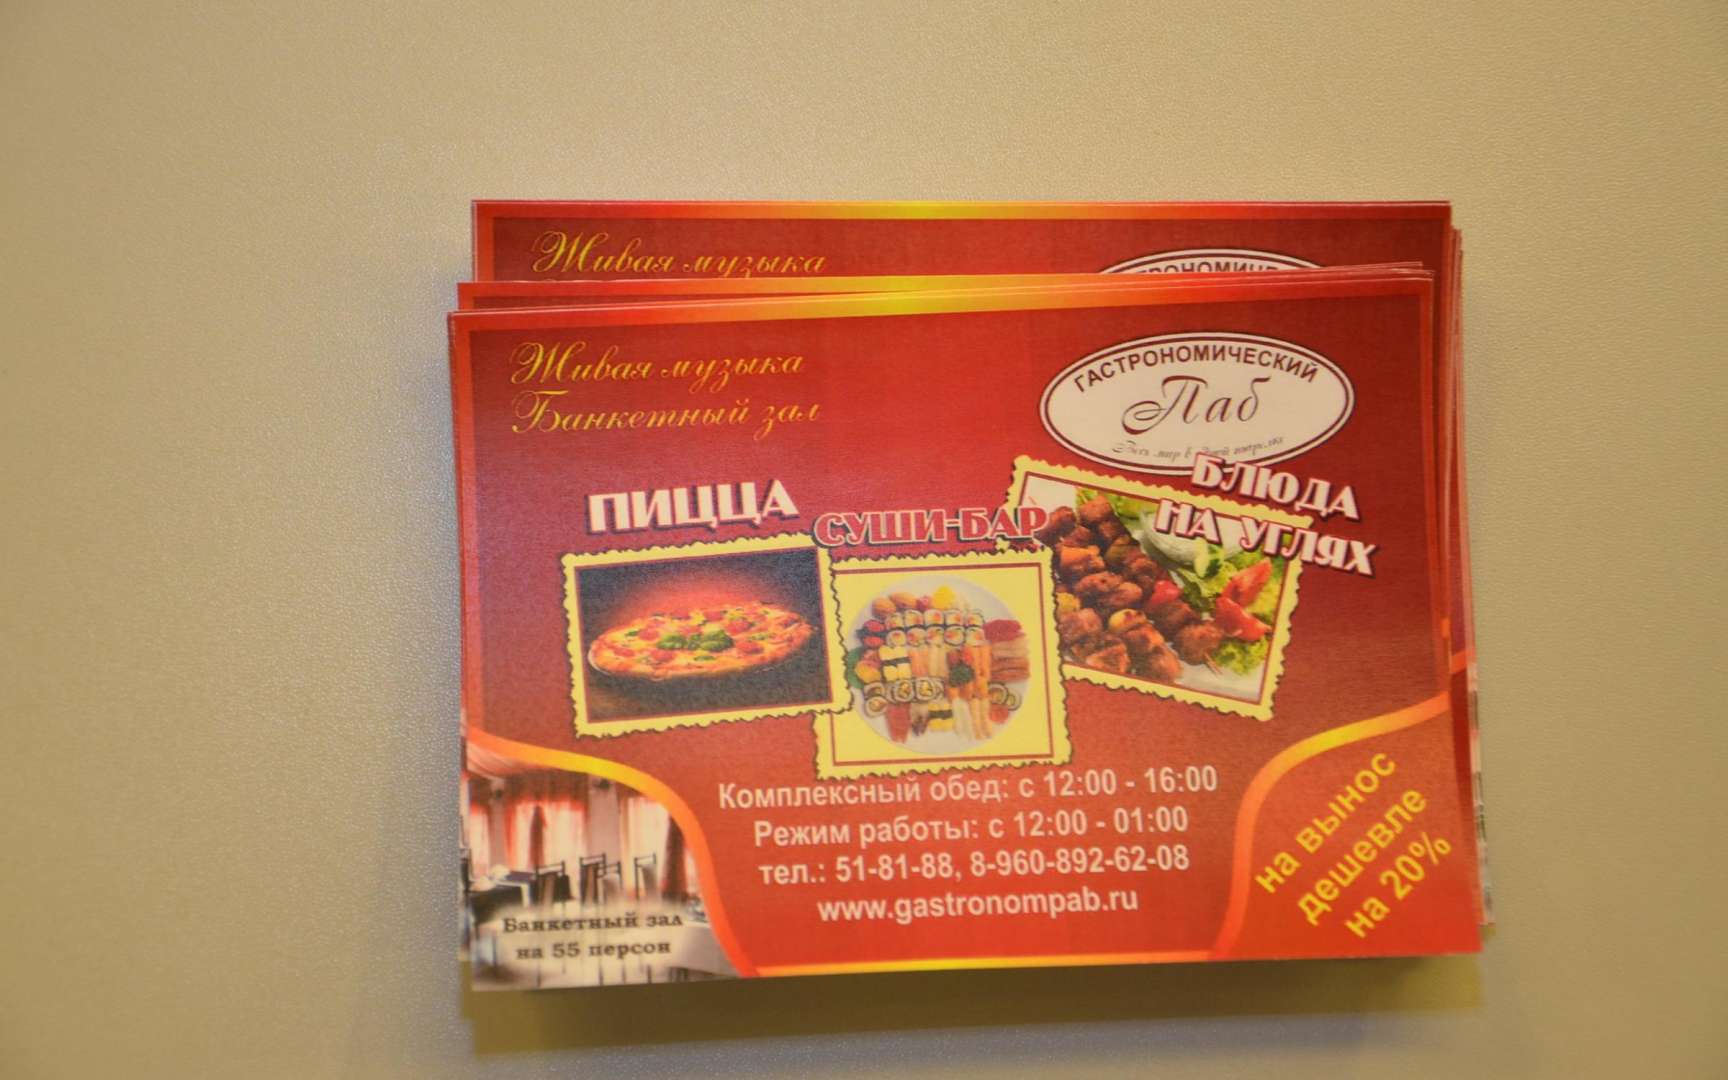 Живая музыка
Живая музыка
Банкетный зал
ГАСТРОНОМИЧЕСКИЙ
Паб
Весь мир в
ПИЦЦА
СУШИ-БАР
БЛЮДА
НА УГЛЯХ
Комплексный обед: с 12:00 - 16:00
Режим работы: с 12:00 - 01:00
тел.: 51-81-88, 8-960-892-62-08
www.gastronompab.ru
Банкетный зал
на 55 персон
на вынос
дешевле
на 20%